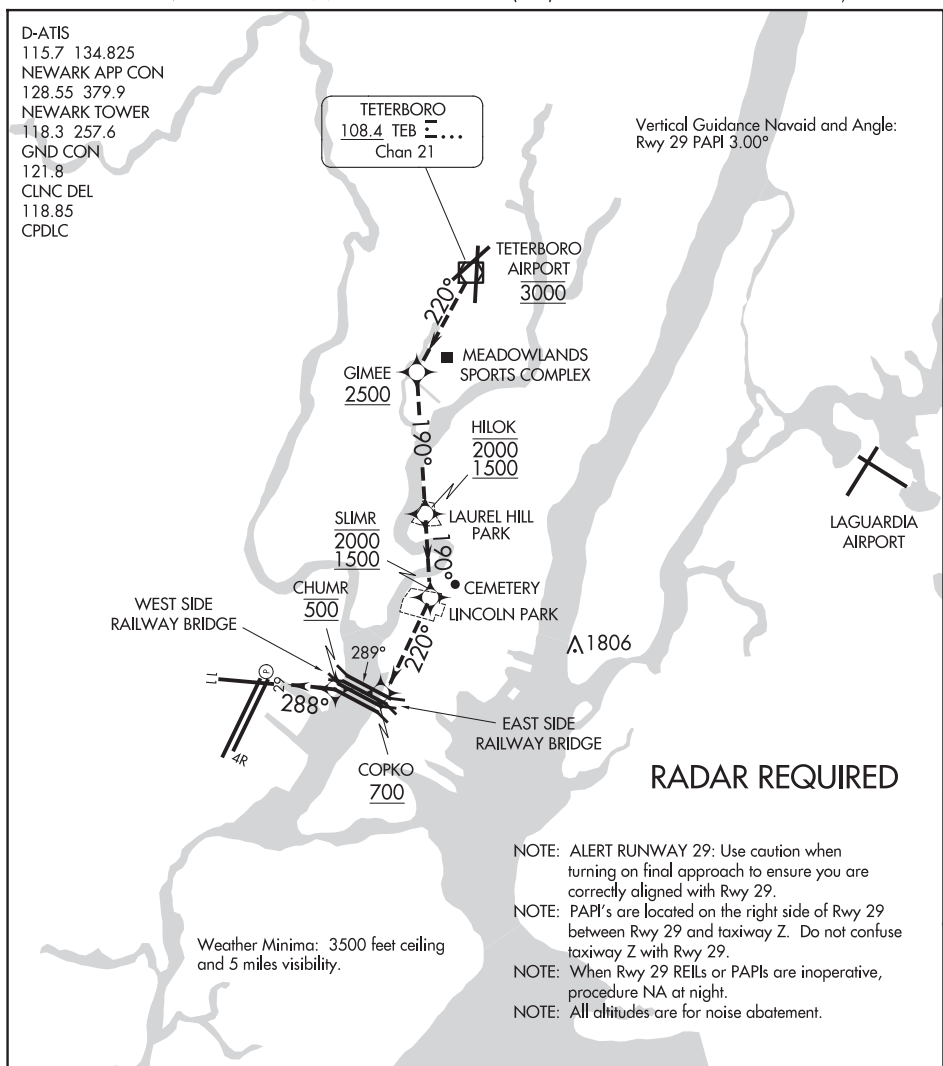 D-ATIS
115.7 134.825
NEWARK APP CON
128.55 379.9
NEWARK TOWER
118.3 257.6
GND CON
121.8
CLNC DEL
118.85
CPDLC
TETERBORO
108.4 TEB
Chan 21
Vertical Guidance Navaid and Angle:
Rwy 29 PAPI 3.00°
TETERBORO
AIRPORT
3000
220°
MEADOWLANDS
SPORTS COMPLEX
GIMEE
2500
190°
HILOK
2000
1500
LAUREL HILL
PARK
SLIMR
2000
1500
190°
CEMETERY
LINCOLN PARK
LAGUARDIA
AIRPORT
CHUMR
500
WEST SIDE
RAILWAY BRIDGE
289°
220°
1806
11
P
29
288°
4R
EAST SIDE
RAILWAY BRIDGE
COPKO
700
RADAR REQUIRED
NOTE: ALERT RUNWAY 29: Use caution when
turning on final approach to ensure you are
correctly aligned with Rwy 29.
NOTE: PAPI's are located on the right side of Rwy 29
between Rwy 29 and taxiway Z. Do not confuse
taxiway Z with Rwy 29.
NOTE: When Rwy 29 REILs or PAPIs are inoperative,
procedure NA at night.
NOTE: All altitudes are for noise abatement.
Weather Minima: 3500 feet ceiling
and 5 miles visibility.